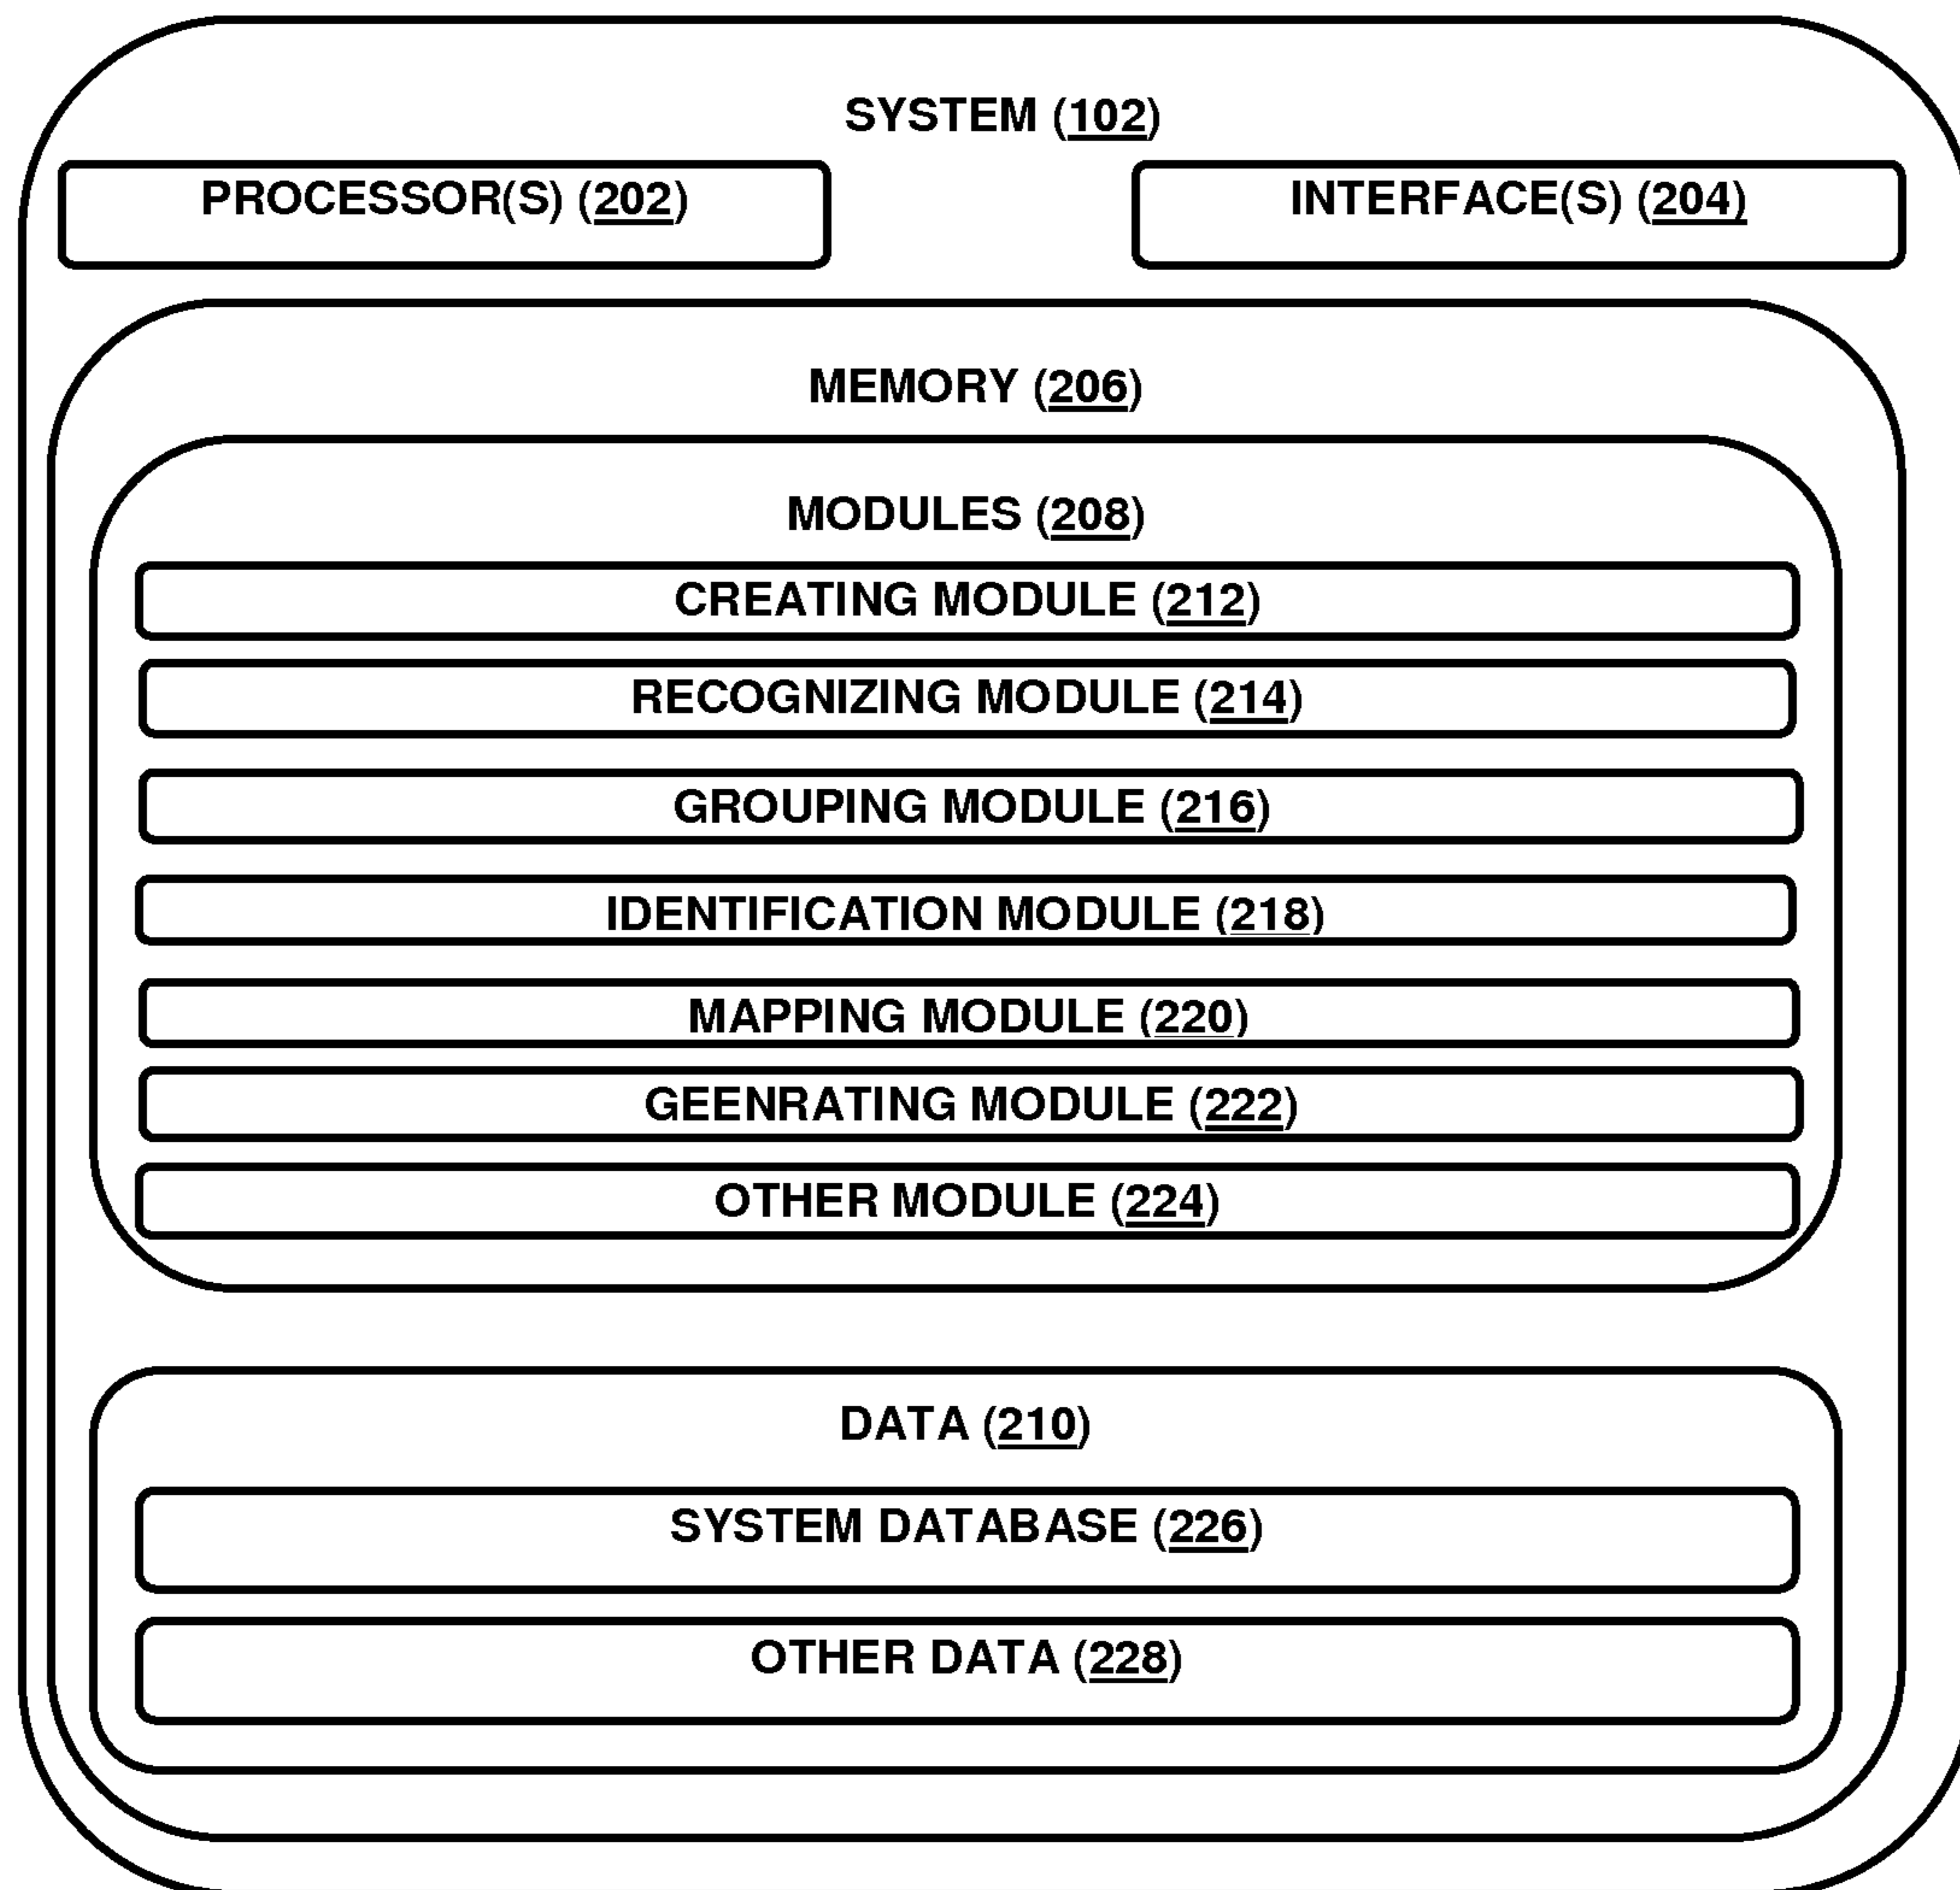 SYSTEM (102)
PROCESSOR(S) (202)
INTERFACE(S) (204)
MEMORY (206)
MODULES (208)
CREATING MODULE (212)
RECOGNIZING MODULE (214)
GROUPING MODULE (216)
IDENTIFICATION MODULE (218)
MAPPING MODULE (220)
GEENRATING MODULE (222)
OTHER MODULE (224)
DATA (210)
SYSTEM DATABASE (226)
OTHER DATA (228)